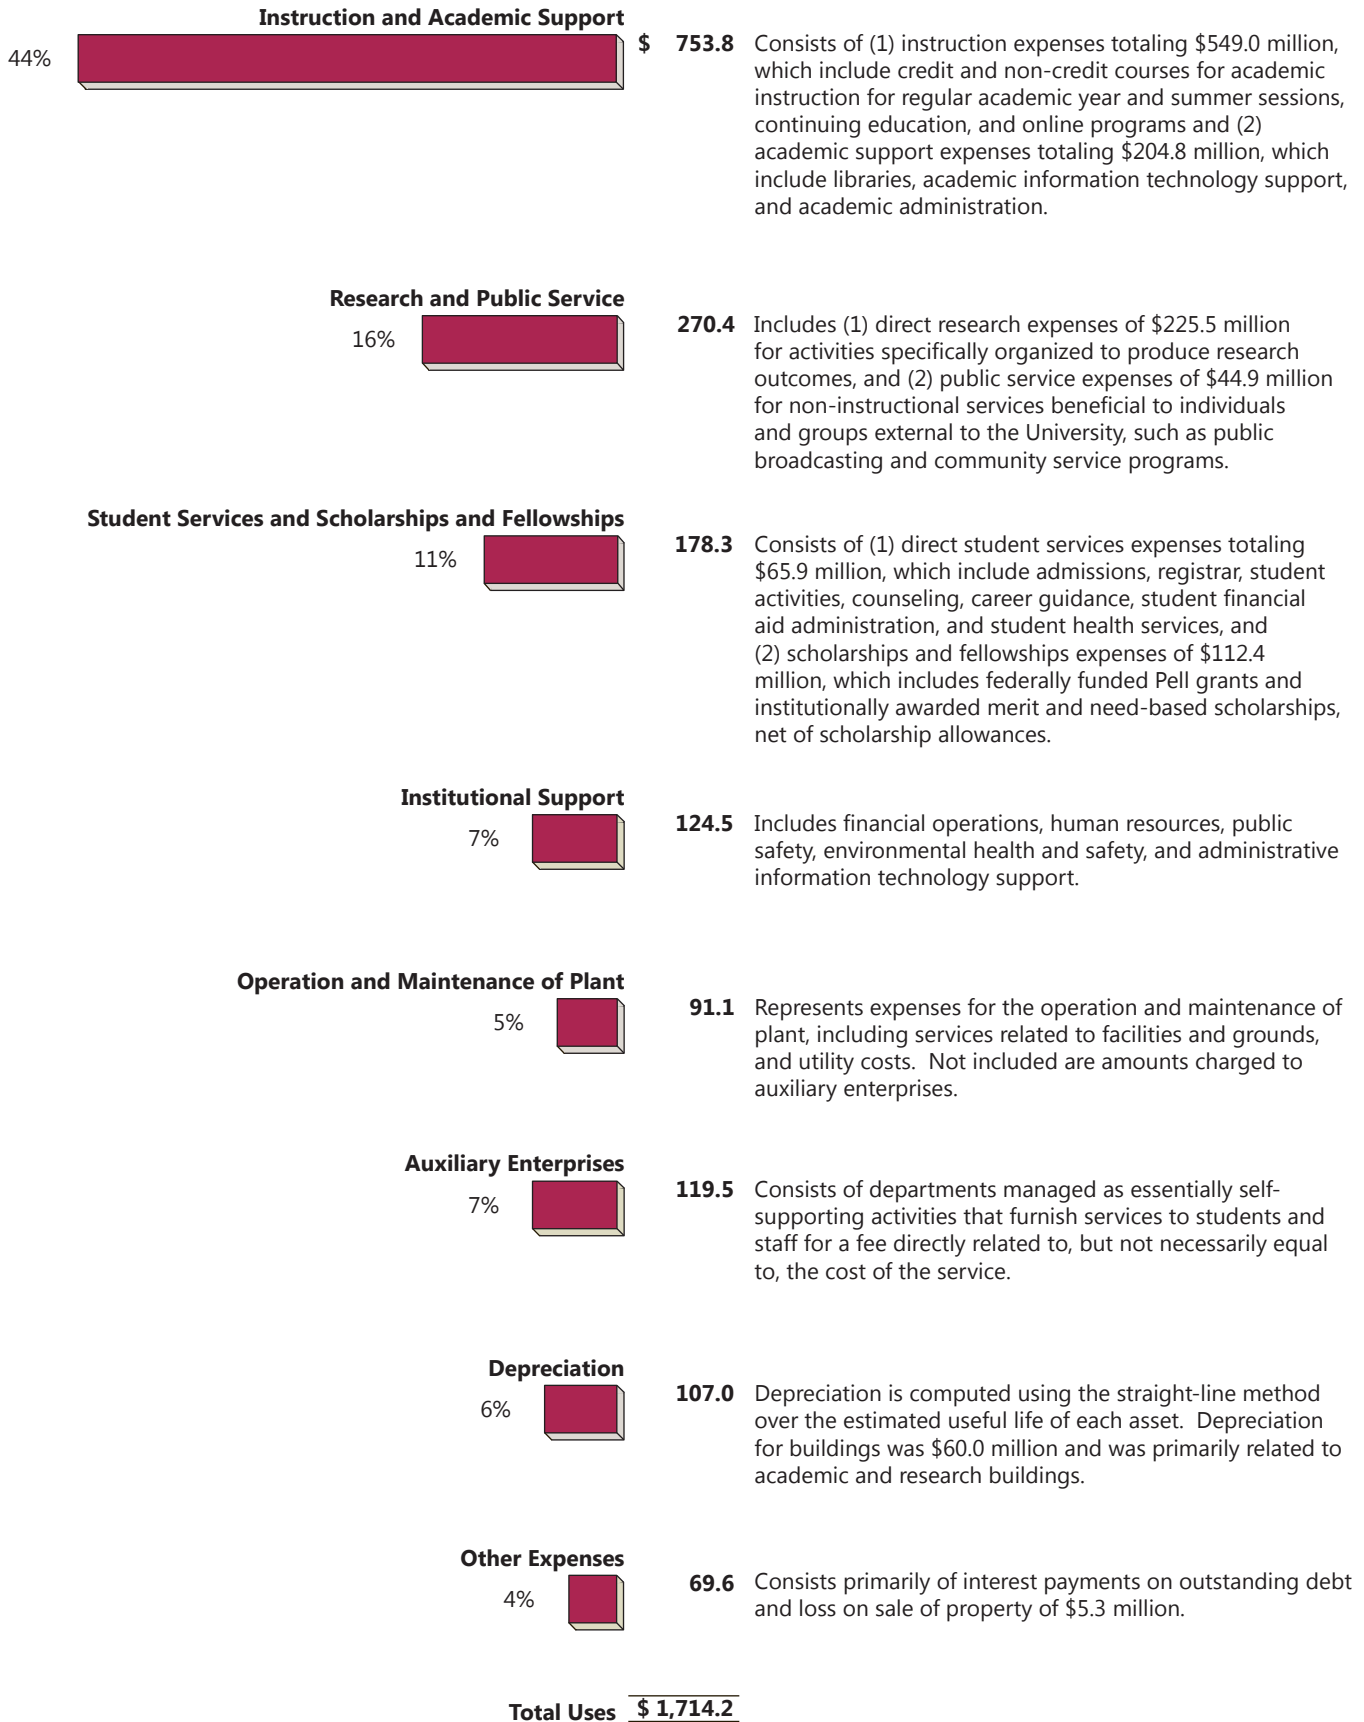 Instruction and Academic Support
44%
$ 753.8 Consists of (1) instruction expenses totaling $549.0 million,
which include credit and non-credit courses for academic
instruction for regular academic year and summer sessions,
continuing education, and online programs and (2)
academic support expenses totaling $204.8 million, which
include libraries, academic information technology support,
and academic administration.
Research and Public Service
16%
270.4 Includes (1) direct research expenses of $225.5 million
for activities specifically organized to produce research
outcomes, and (2) public service expenses of $44.9 million
for non-instructional services beneficial to individuals
and groups external to the University, such as public
broadcasting and community service programs.
Student Services and Scholarships and Fellowships
11%
178.3 Consists of (1) direct student services expenses totaling
$65.9 million, which include admissions, registrar, student
activities, counseling, career guidance, student financial
aid administration, and student health services, and
(2) scholarships and fellowships expenses of $112.4
million, which includes federally funded Pell grants and
institutionally awarded merit and need-based scholarships,
net of scholarship allowances.
Institutional Support
7%
124.5 Includes financial operations, human resources, public
safety, environmental health and safety, and administrative
information technology support.
Operation and Maintenance of Plant
5%
91.1 Represents expenses for the operation and maintenance of
plant, including services related to facilities and grounds,
and utility costs.  Not included are amounts charged to
auxiliary enterprises.
Auxiliary Enterprises
7%
119.5 Consists of departments managed as essentially self-
supporting activities that furnish services to students and
staff for a fee directly related to, but not necessarily equal
to, the cost of the service.
Depreciation
6%
107.0 Depreciation is computed using the straight-line method
over the estimated useful life of each asset.  Depreciation
for buildings was $60.0 million and was primarily related to
academic and research buildings.
Other Expenses
4%
69.6 Consists primarily of interest payments on outstanding debt
and loss on sale of property of $5.3 million.
Total Uses $ 1,714.2